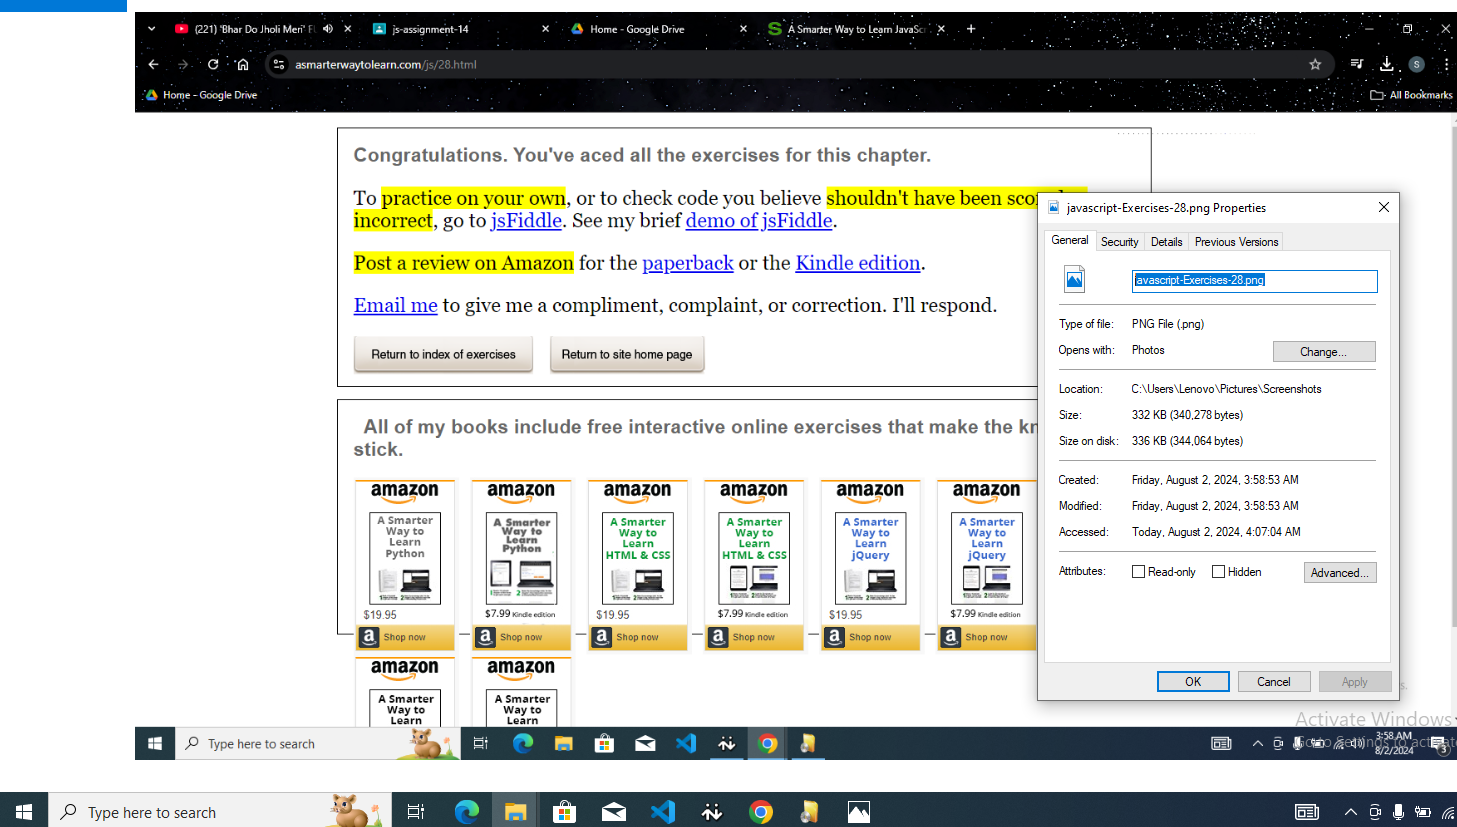 (221) 'Bhar Do Jholi Meri' F
js-assignment-14
Home - Google Drive
A Smarter Way to Learn JavaSc
asmarterwaytolearn.com/js/28.html
S
Home - Google Drive
All Bookmarks
Congratulations. You've aced all the exercises for this chapter.
To practice on your own, or to check code you believe shouldn't have been
incorrect, go to jsFiddle. See my brief demo of jsFiddle.
Post a review on Amazon for the paperback or the Kindle edition.
Email me to give me a compliment, complaint, or correction. I'll respond.
Return to index of exercises
Return to site home page
All of my books include free interactive online exercises that make the
stick.
amazon amazon amazon amazon amazon amazon
A Smarter Way to Learn Python
A Smarter Way to Learn Python
A Smarter Way to Learn HTML & CSS
A Smarter Way to Learn HTML & CSS
A Smarter Way to Learn jQuery
A Smarter Way to Learn jQuery
$19.95 $7.99 Kindle edition $19.95 $7.99 Kindle edition $19.95 $7.99 Kindle edition
Shop now Shop now Shop now Shop now Shop now Shop now
amazon amazon
A Smarter Way to Learn
A Smarter Way to Learn
javascript-Exercises-28.png Properties
General Security Details Previous Versions
javascript-Exercises-28.png
Type of file: PNG File (.png)
Opens with: Photos Change...
Location: C:\Users\Lenovo\Pictures\Screenshots
Size: 332 KB (340,278 bytes)
Size on disk: 336 KB (344,064 bytes)
Created: Friday, August 2, 2024, 3:58:53 AM
Modified: Friday, August 2, 2024, 3:58:53 AM
Accessed: Today, August 2, 2024, 4:07:04 AM
Attributes: Read-only Hidden Advanced...
OK Cancel Apply
Activate Windows
Go to Settings to activate
Type here to search
3:58 AM
8/2/2024
3
Type here to search